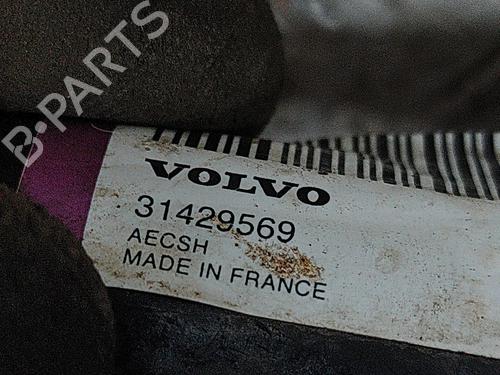 B-PARTS
VOLVO
31429569
AECSH
MADE IN FRANCE